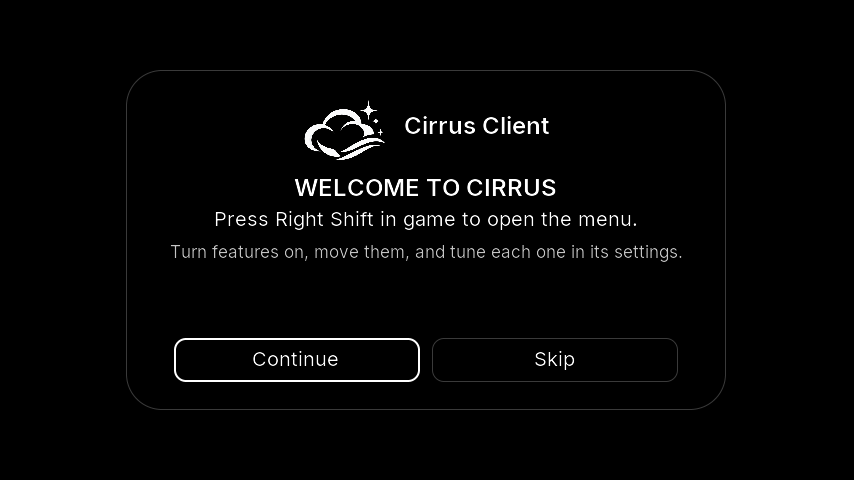 Cirrus Client
WELCOME TO CIRRUS
Press Right Shift in game to open the menu.
Turn features on, move them, and tune each one in its settings.
Continue
Skip